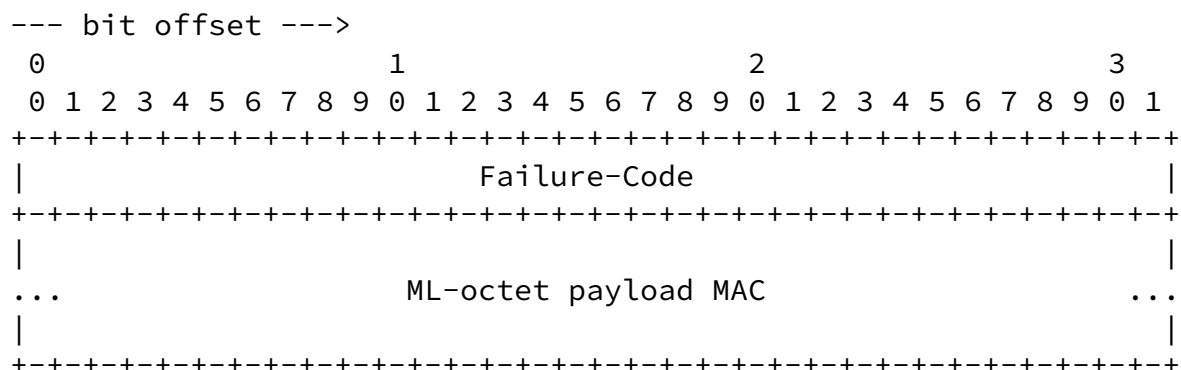 --- bit offset --->
 0                   1                   2                   3
 0 1 2 3 4 5 6 7 8 9 0 1 2 3 4 5 6 7 8 9 0 1 2 3 4 5 6 7 8 9 0 1
+-+-+-+-+-+-+-+-+-+-+-+-+-+-+-+-+-+-+-+-+-+-+-+-+-+-+-+-+-+-+-+-+
|                         Failure-Code                          |
+-+-+-+-+-+-+-+-+-+-+-+-+-+-+-+-+-+-+-+-+-+-+-+-+-+-+-+-+-+-+-+-+
|                                                               |
...                   ML-octet payload MAC                    ...
|                                                               |
+-+-+-+-+-+-+-+-+-+-+-+-+-+-+-+-+-+-+-+-+-+-+-+-+-+-+-+-+-+-+-+-+